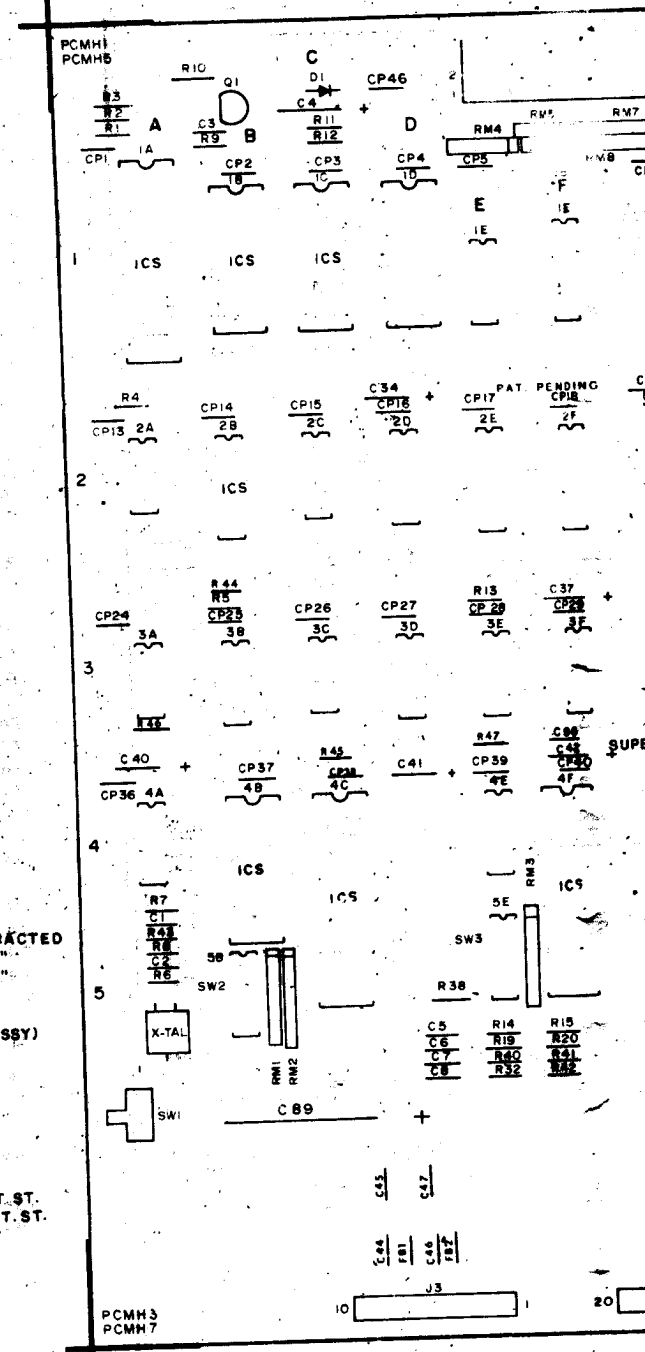 PCMH1
PCMH5
R10
Q1
C
D1
CP46
2
1
R3
R2
R1
A
C3
R9
B
C4
+
R11
R12
D
RM4
RM7
RM8
CP1
1A
CP2
1B
CP3
1C
CP4
1D
CP5
E
1E
F
1
ICS
ICS
ICS
R4
CP13
2A
CP14
2B
CP15
2C
C34
+
CP16
2D
PAT. PENDING
CP17
2E
CP18
2F
2
ICS
CP24
3A
R44
R5
CP25
3B
CP26
3C
CP27
3D
R13
CP28
3E
C37
+
CP29
3F
3
R46
C40
+
CP36
4A
CP37
4B
R45
CP38
4C
C41
+
R47
CP39
4E
C42
+
CP40
4F
SUPE
4
ICS
ICS
RM3
ICS
R7
C1
R43
R8
C2
R6
RACTED
"
"
5B
SW2
SW3
5E
5
R38
SSY)
X-TAL
RM1
RM2
C5
C6
C7
C8
R14
R19
R40
R32
R15
R20
R41
R42
SW1
C89
+
T. ST.
T. ST.
C45
C47
C44
FB1
C46
FB2
J3
10
1
20
PCMH3
PCMH7